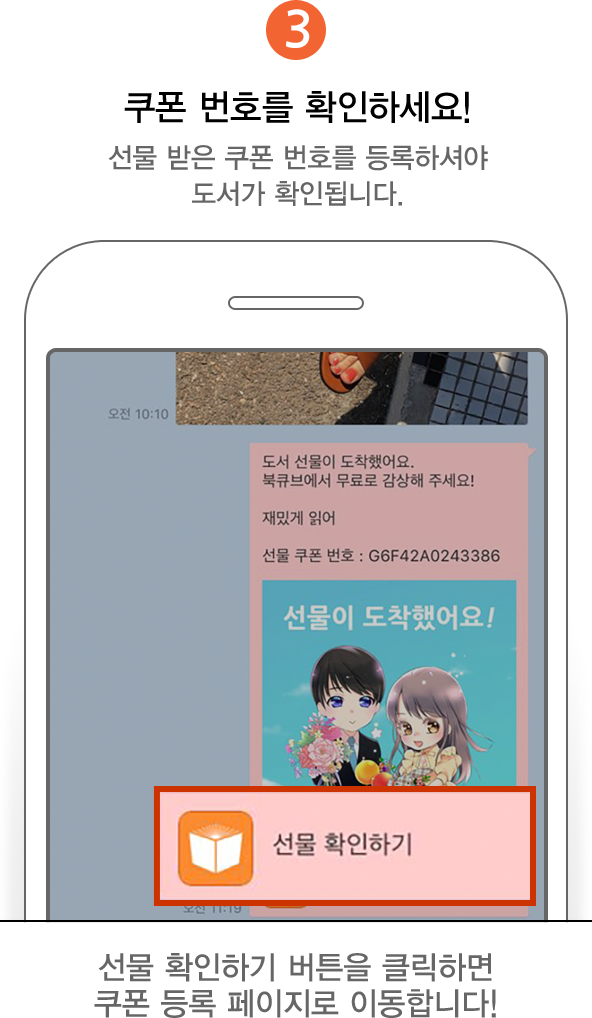 3
쿠폰 번호를 확인하세요!
선물 받은 쿠폰 번호를 등록하셔야
도서가 확인됩니다.
오전 10:10
도서 선물이 도착했어요.
북큐브에서 무료로 감상해 주세요!
재밌게 읽어
선물 쿠폰 번호 : G6F42A0243386
선물이 도착했어요!
선물 확인하기
오전 11:19
선물 확인하기 버튼을 클릭하면
쿠폰 등록 페이지로 이동합니다!